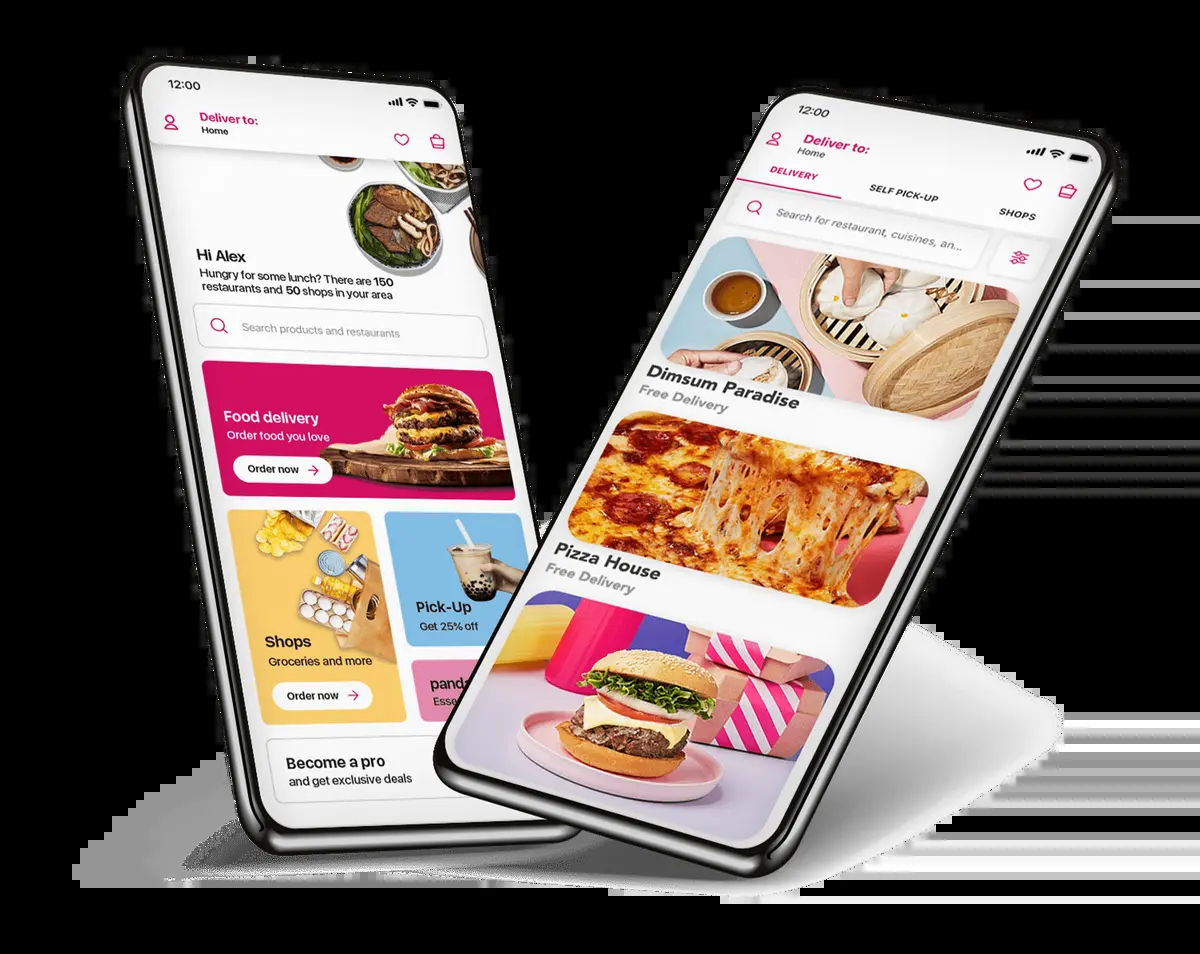 12:00
Deliver to:
Home
Hi Alex
Hungry for some lunch? There are 150
restaurants and 50 shops in your area
Search products and restaurants
Food delivery
Order food you love
Order now
Shops
Groceries and more
Order now
Pick-Up
Get 25% off
panda
Esse
Become a pro
and get exclusive deals
12:00
Deliver to:
Home
DELIVERY
SELF PICK-UP
SHOPS
Search for restaurant, cuisines, an...
Dimsum Paradise
Free Delivery
Pizza House
Free Delivery